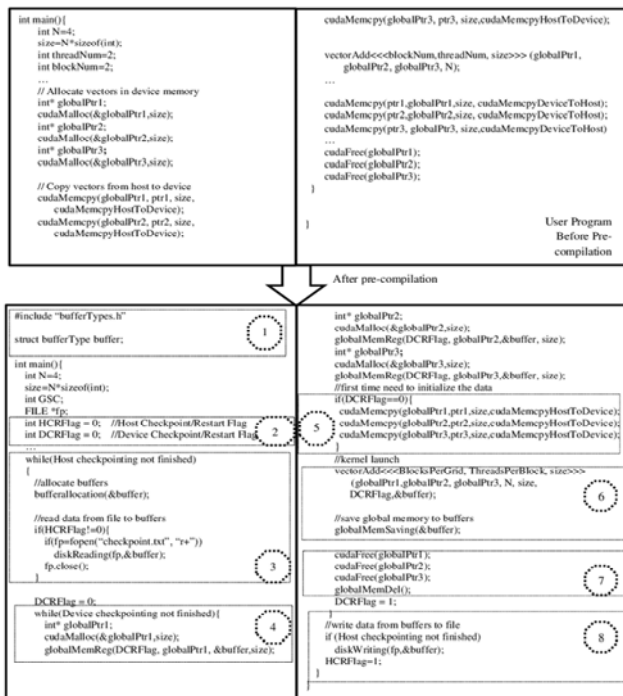 int main(){
int N=4;
size=N*sizeof(int);
int threadNum=2;
int blockNum=2;
…
// Allocate vectors in device memory
int* globalPtr1;
cudaMalloc(&globalPtr1,size);
int* globalPtr2;
cudaMalloc(&globalPtr2,size);
int* globalPtr3;
cudaMalloc(&globalPtr3,size);
// Copy vectors from host to device
cudaMemcpy(globalPtr1, ptr1, size,
cudaMemcpyHostToDevice);
cudaMemcpy(globalPtr2, ptr2, size,
cudaMemcpyHostToDevice);
cudaMemcpy(globalPtr3, ptr3, size,cudaMemcpyHostToDevice);
vectorAdd<<<blockNum,threadNum, size>>> (globalPtr1,
globalPtr2, globalPtr3, N);
…
cudaMemcpy(ptr1,globalPtr1,size, cudaMemcpyDeviceToHost);
cudaMemcpy(ptr2,globalPtr2,size, cudaMemcpyDeviceToHost);
cudaMemcpy(ptr3, globalPtr3, size,cudaMemcpyDeviceToHost)
…
cudaFree(globalPtr1);
cudaFree(globalPtr2);
cudaFree(globalPtr3);
}
}
User Program
Before Pre-
compilation
After pre-compilation
#include “bufferTypes.h”
struct bufferType buffer;
1
int main(){
int N=4;
size=N*sizeof(int);
int GSC;
FILE *fp;
int HCRFlag = 0; //Host Checkpoint/Restart Flag
int DCRFlag = 0; //Device Checkpoint/Restart Flag
2
…
while(Host checkpointing not finished)
{
//allocate buffers
bufferallocation(&buffer);
//read data from file to buffers
if(HCRFlag!=0){
if(fp=fopen(“checkpoint.txt”, “r+”))
diskReading(fp,&buffer);
fp.close();
}
3
DCRFlag = 0;
while(Device checkpointing not finished){
int* globalPtr1;
cudaMalloc(&globalPtr1,size);
globalMemReg(DCRFlag, globalPtr1, &buffer,size);
4
int* globalPtr2;
cudaMalloc(&globalPtr2,size);
globalMemReg(DCRFlag, globalPtr2,&buffer, size);
int* globalPtr3;
cudaMalloc(&globalPtr3,size);
globalMemReg(DCRFlag, globalPtr3,&buffer, size);
//first time need to initialize the data
if(DCRFlag==0){
cudaMemcpy(globalPtr1,ptr1,size,cudaMemcpyHostToDevice);
cudaMemcpy(globalPtr2,ptr2,size,cudaMemcpyHostToDevice);
cudaMemcpy(globalPtr3,ptr3,size,cudaMemcpyHostToDevice);
}
5
//kernel launch
vectorAdd<<<BlocksPerGrid, ThreadsPerBlock, size>>>
(globalPtr1,globalPtr2, globalPtr3, N, size,
DCRFlag,&buffer);
6
//save global memory to buffers
globalMemSaving(&buffer);
cudaFree(globalPtr1);
cudaFree(globalPtr2);
cudaFree(globalPtr3);
globalMemDel();
7
DCRFlag = 1;
}
//write data from buffers to file
if (Host checkpointing not finished)
diskWriting(fp,&buffer);
8
HCRFlag=1;
}
}